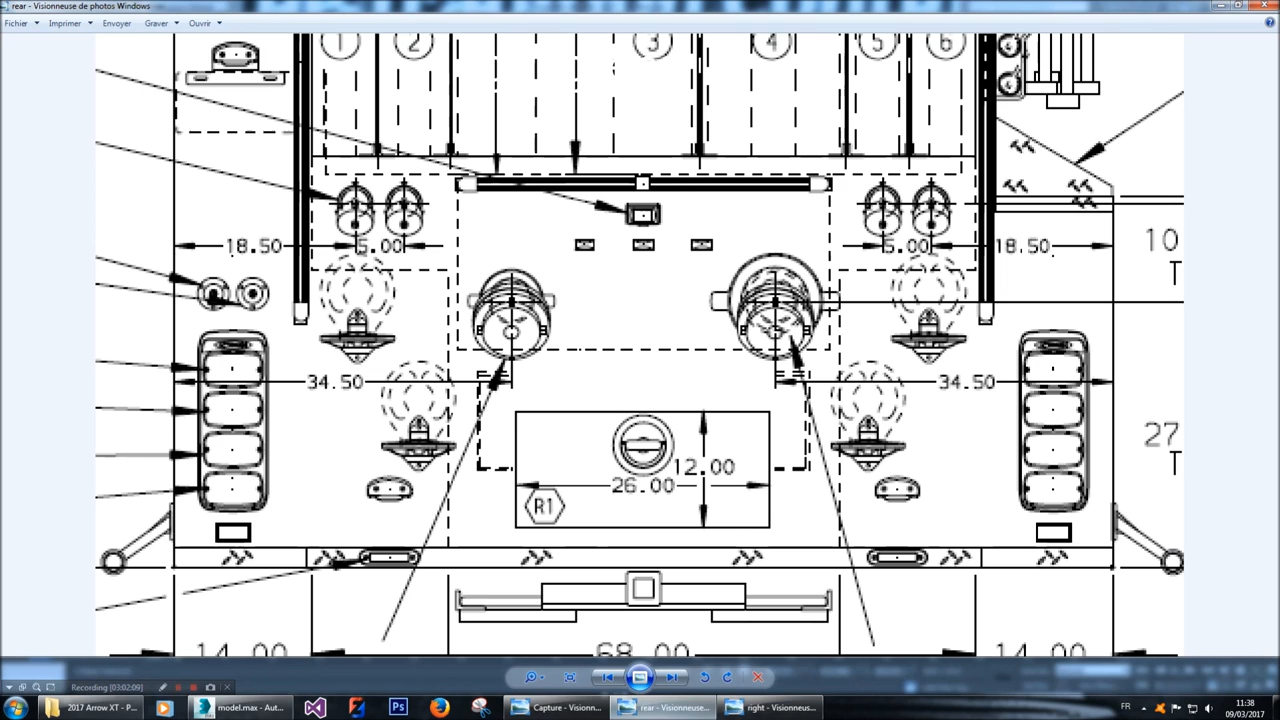 rear - Visionneuse de photos Windows
Fichier Imprimer Envoyer Graver Ouvrir
1 2 3 4 5 6
18.50 5.00 5.00 18.50 10
34.50 34.50
27
12.00
26.00
R1
14.00 68.00 14.00
Recording [03:02:09]
2017 Arrow XT - P... model.max - Aut... Ps Capture - Visionn... rear - Visionneuse... right - Visionneus... FR 11:38
09/03/2017